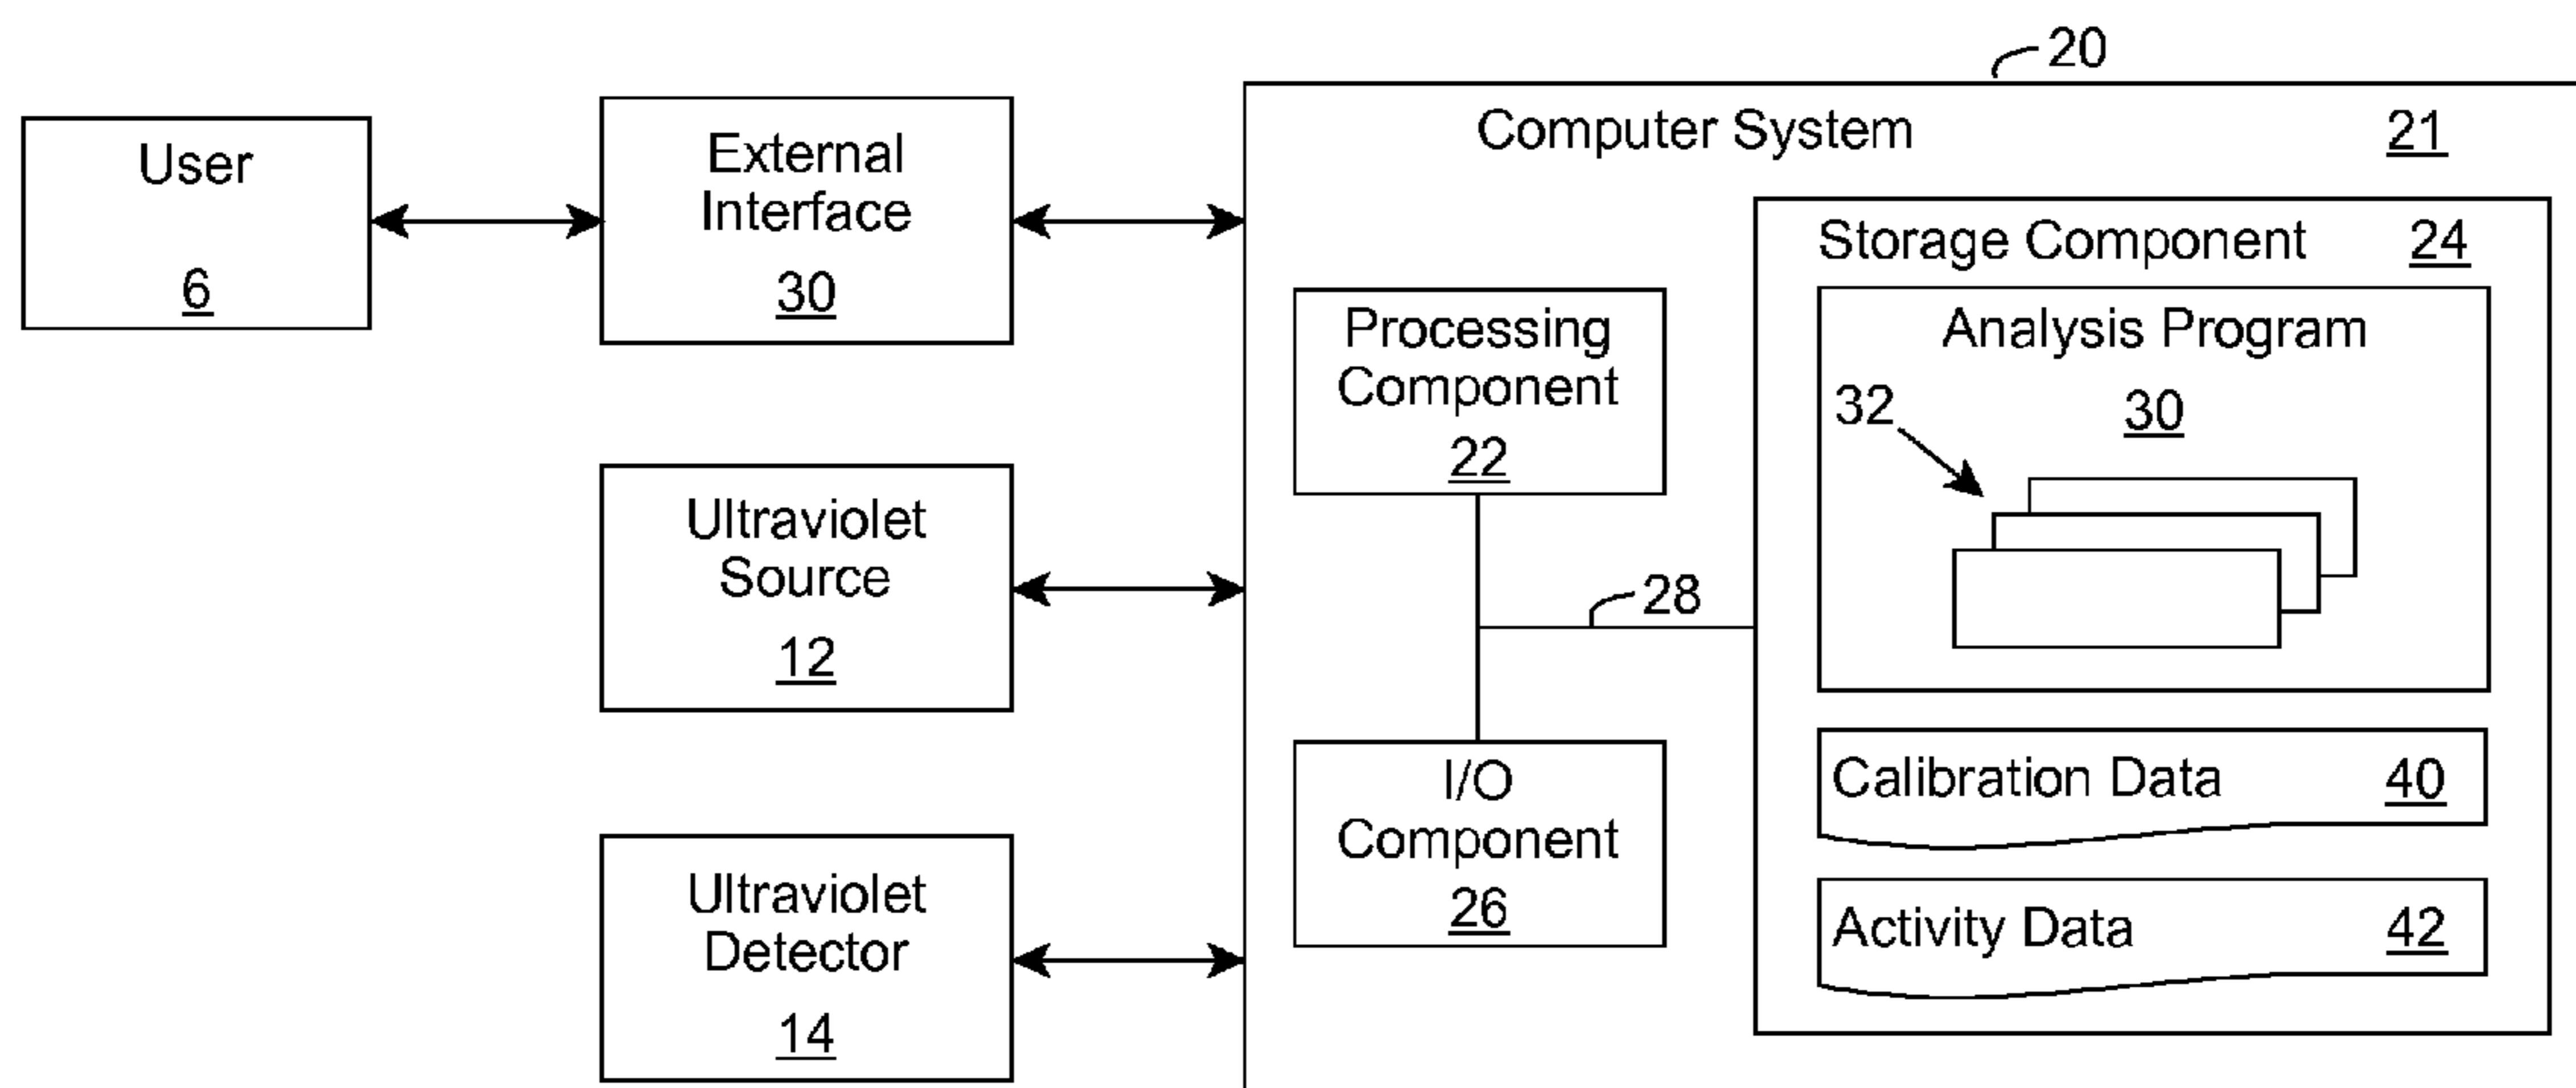 20
Computer System 21
User
6
External
Interface
30
Storage Component 24
Processing
Component
22
Analysis Program
30
32
Ultraviolet
Source
12
28
I/O
Component
26
Calibration Data 40
Ultraviolet
Detector
14
Activity Data 42